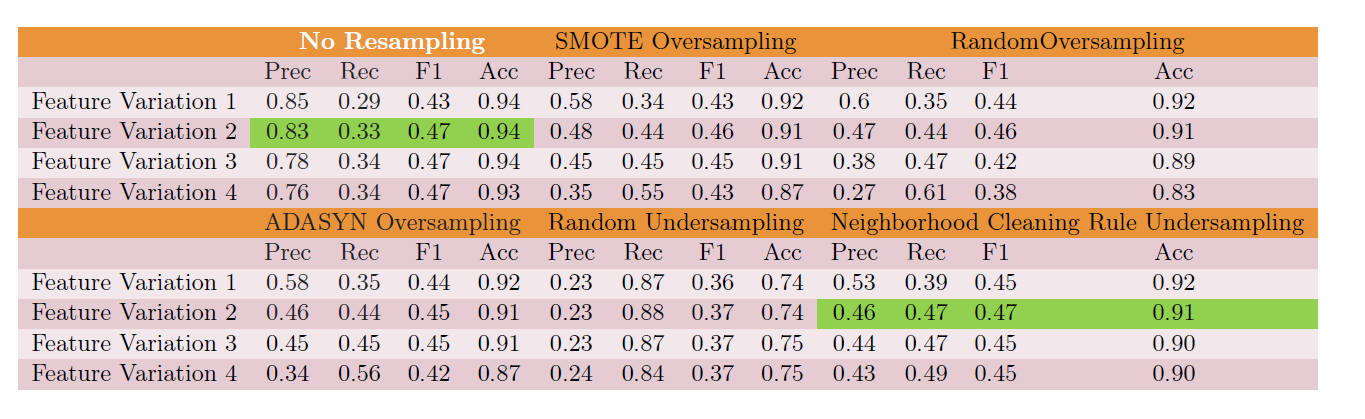 No Resampling SMOTE Oversampling RandomOversampling
Prec Rec F1 Acc Prec Rec F1 Acc Prec Rec F1 Acc
Feature Variation 1 0.85 0.29 0.43 0.94 0.58 0.34 0.43 0.92 0.6 0.35 0.44 0.92
Feature Variation 2 0.83 0.33 0.47 0.94 0.48 0.44 0.46 0.91 0.47 0.44 0.46 0.91
Feature Variation 3 0.78 0.34 0.47 0.94 0.45 0.45 0.45 0.91 0.38 0.47 0.42 0.89
Feature Variation 4 0.76 0.34 0.47 0.93 0.35 0.55 0.43 0.87 0.27 0.61 0.38 0.83
ADASYN Oversampling Random Undersampling Neighborhood Cleaning Rule Undersampling
Prec Rec F1 Acc Prec Rec F1 Acc Prec Rec F1 Acc
Feature Variation 1 0.58 0.35 0.44 0.92 0.23 0.87 0.36 0.74 0.53 0.39 0.45 0.92
Feature Variation 2 0.46 0.44 0.45 0.91 0.23 0.88 0.37 0.74 0.46 0.47 0.47 0.91
Feature Variation 3 0.45 0.45 0.45 0.91 0.23 0.87 0.37 0.75 0.44 0.47 0.45 0.90
Feature Variation 4 0.34 0.56 0.42 0.87 0.24 0.84 0.37 0.75 0.43 0.49 0.45 0.90